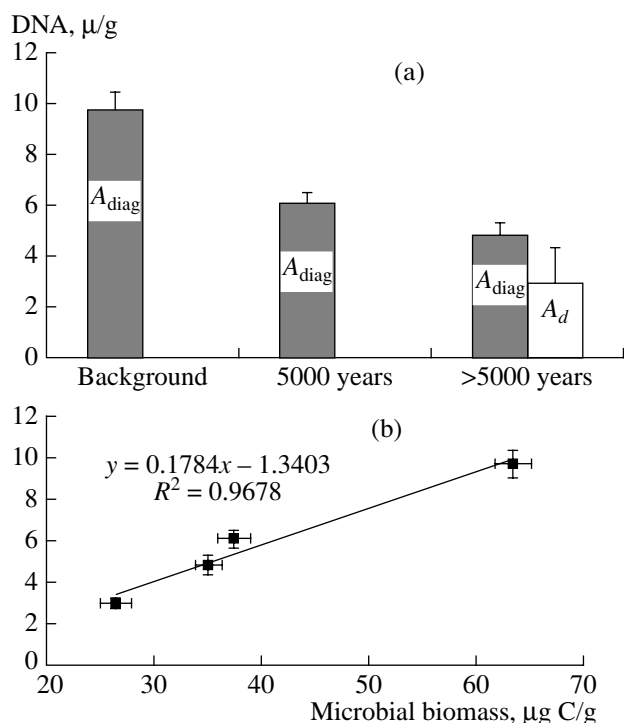 DNA, μ/g
12
(a)
10
8
A_diag
6
A_diag
4
A_diag
2
A_d
0
Background 5000 years >5000 years
12
(b)
10
y = 0.1784x – 1.3403
R² = 0.9678
8
6
4
2
0
20 30 40 50 60 70
Microbial biomass, μg C/g